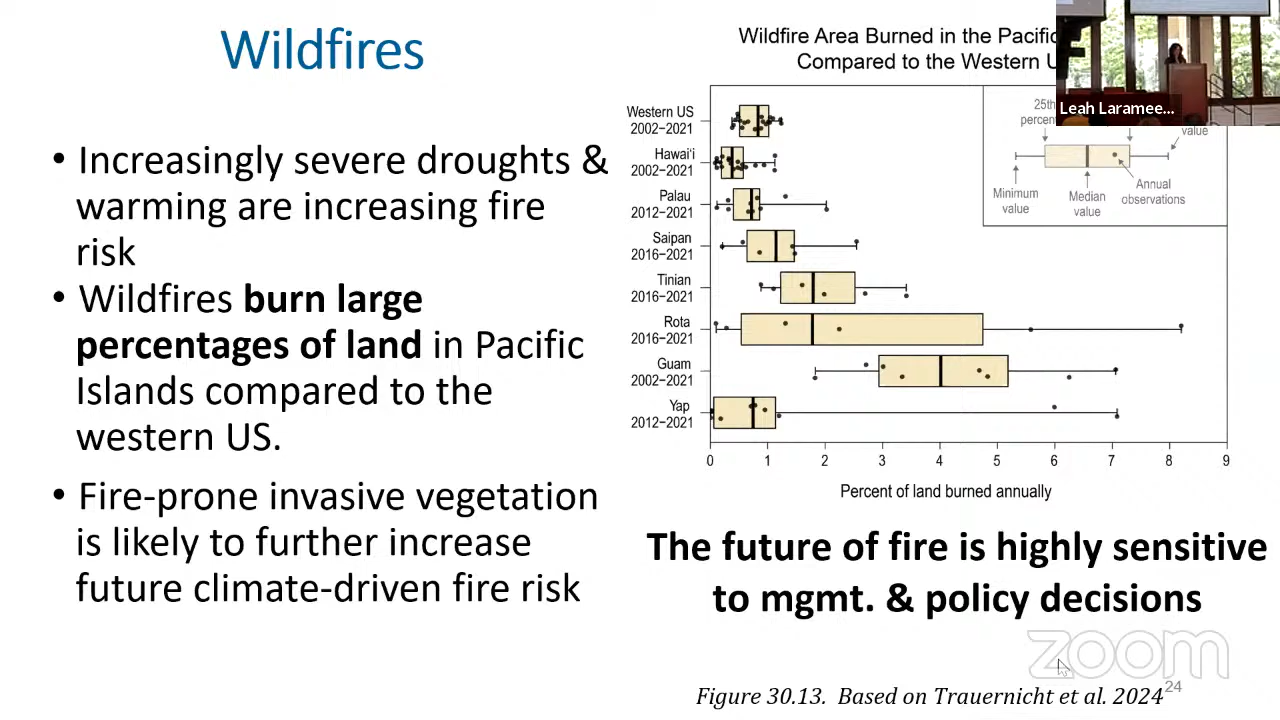 Wildfires
• Increasingly severe droughts &
warming are increasing fire
risk
• Wildfires burn large
percentages of land in Pacific
Islands compared to the
western US.
• Fire-prone invasive vegetation
is likely to further increase
future climate-driven fire risk
Wildfire Area Burned in the Pacific
Compared to the Western
Leah Laramee...
25th
value
Minimum
value
Median
value
Annual
observations
Western US
2002−2021
Hawaiʻi
2002−2021
Palau
2012−2021
Saipan
2016−2021
Tinian
2016−2021
Rota
2016−2021
Guam
2002−2021
Yap
2012−2021
0 1 2 3 4 5 6 7 8 9
Percent of land burned annually
The future of fire is highly sensitive
to mgmt. & policy decisions
zoom
Figure 30.13. Based on Trauernicht et al. 2024
24